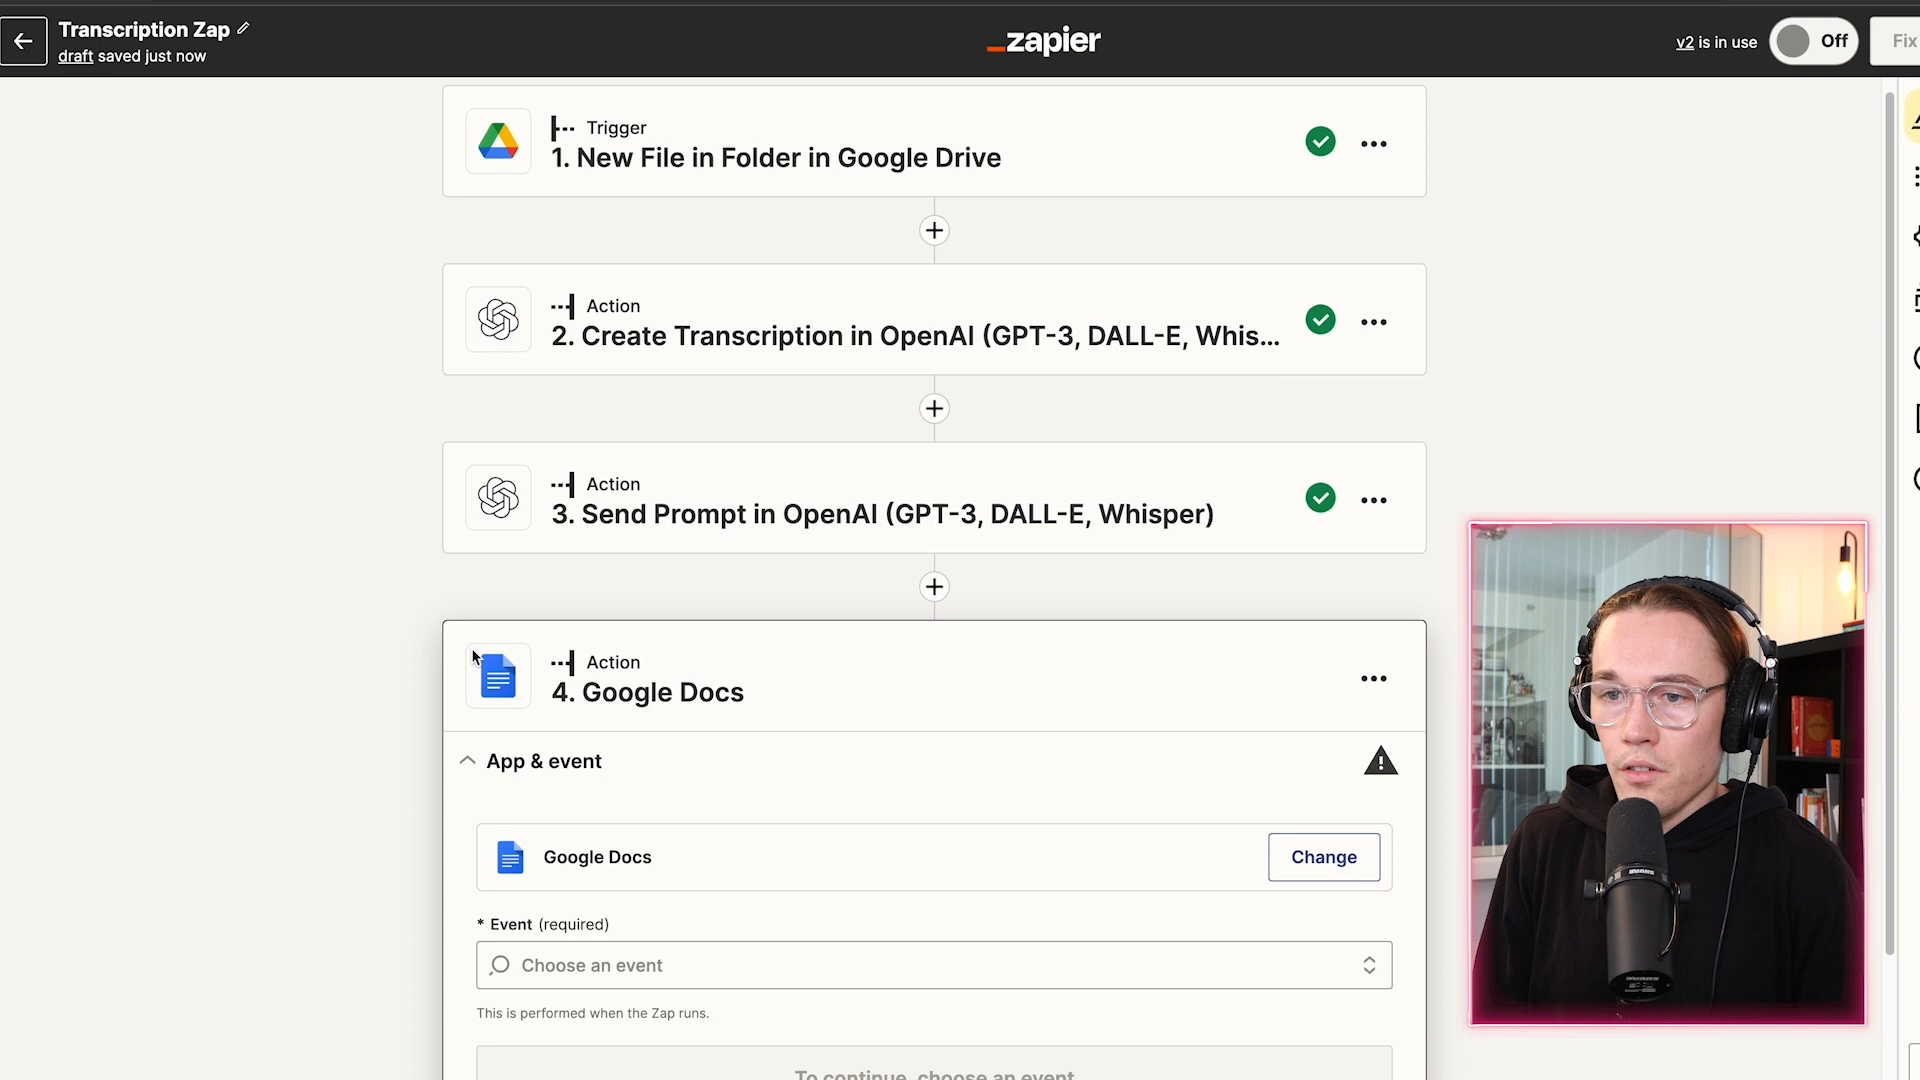 Transcription Zap
draft saved just now
zapier
v2 is in use
Off
Fix
Trigger
1. New File in Folder in Google Drive
Action
2. Create Transcription in OpenAI (GPT-3, DALL-E, Whis...
Action
3. Send Prompt in OpenAI (GPT-3, DALL-E, Whisper)
Action
4. Google Docs
App & event
Google Docs
Change
* Event (required)
Choose an event
This is performed when the Zap runs.
To continue, choose an event